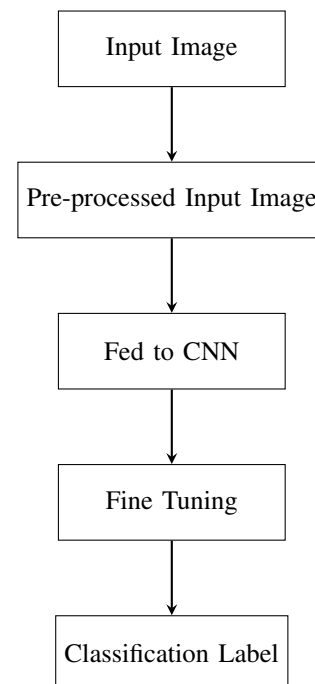 Input Image
Pre-processed Input Image
Fed to CNN
Fine Tuning
Classification Label